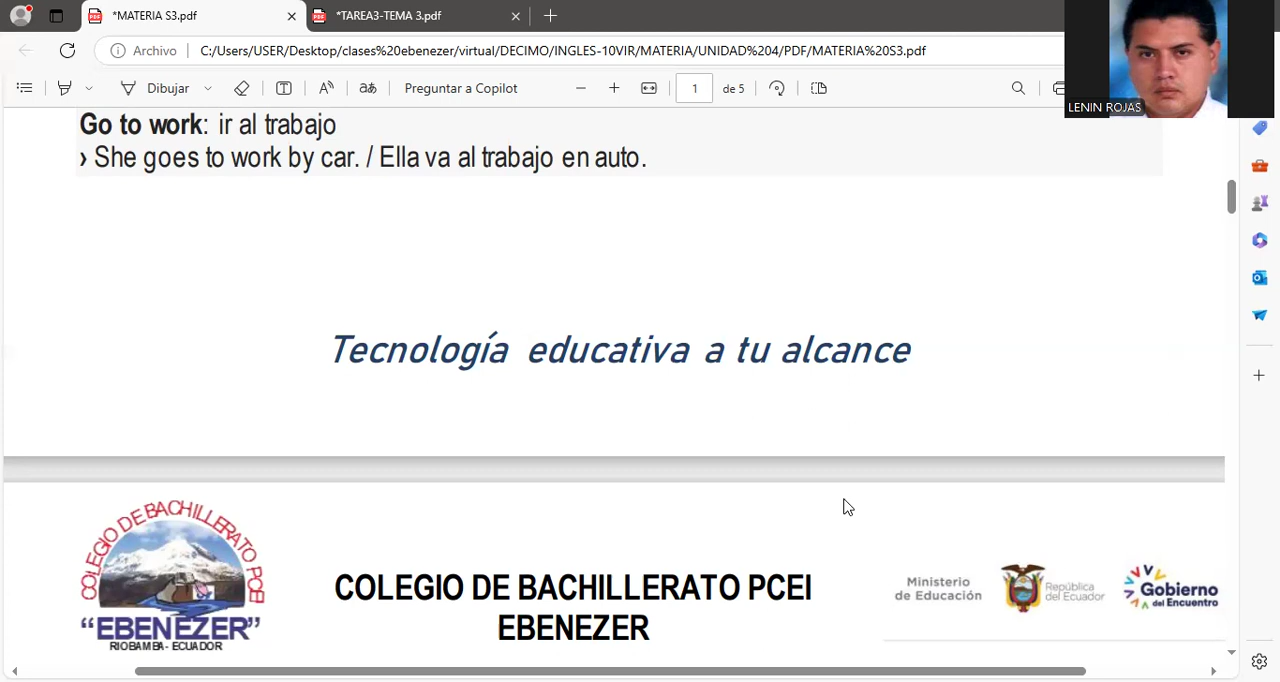 *MATERIA S3.pdf
*TAREA3-TEMA 3.pdf
Archivo
C:/Users/USER/Desktop/clases%20ebenezer/virtual/DECIMO/INGLES-10VIR/MATERIA/UNIDAD%204/PDF/MATERIA%20S3.pdf
Dibujar
Preguntar a Copilot
1
de 5
LENIN ROJAS
Go to work: ir al trabajo
› She goes to work by car. / Ella va al trabajo en auto.
Tecnología educativa a tu alcance
COLEGIO DE BACHILLERATO PCEI
"EBENEZER"
RIOBAMBA - ECUADOR
COLEGIO DE BACHILLERATO PCEI
EBENEZER
Ministerio
de Educación
República
del Ecuador
Gobierno
del Encuentro